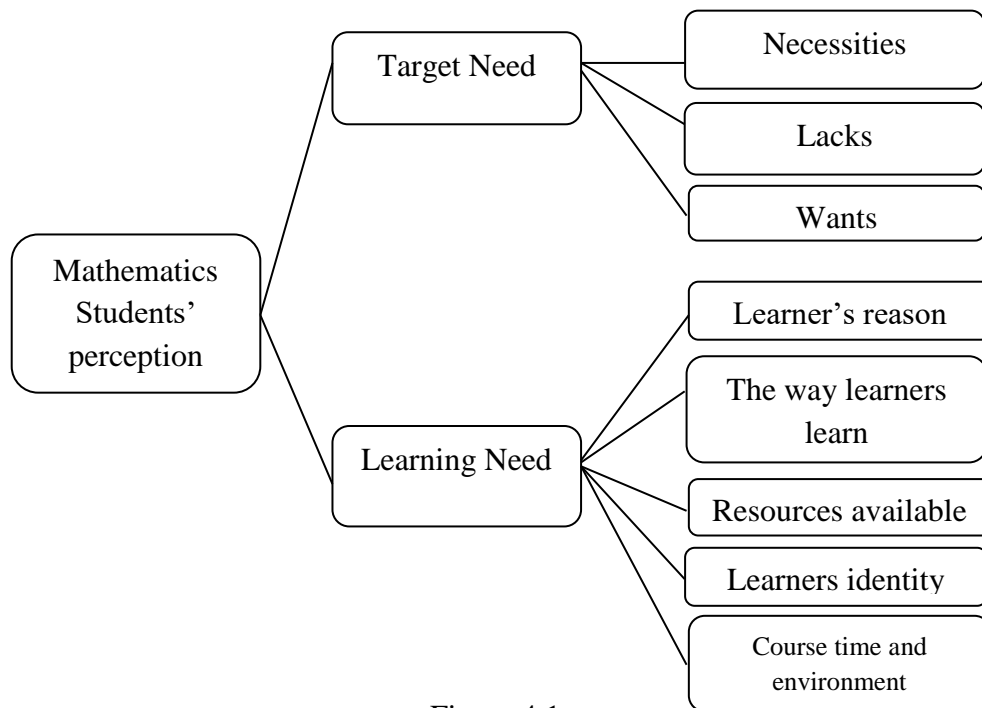 Mathematics
Students’
perception
Target Need
Necessities
Lacks
Wants
Learning Need
Learner’s reason
The way learners
learn
Resources available
Learners identity
Course time and
environment